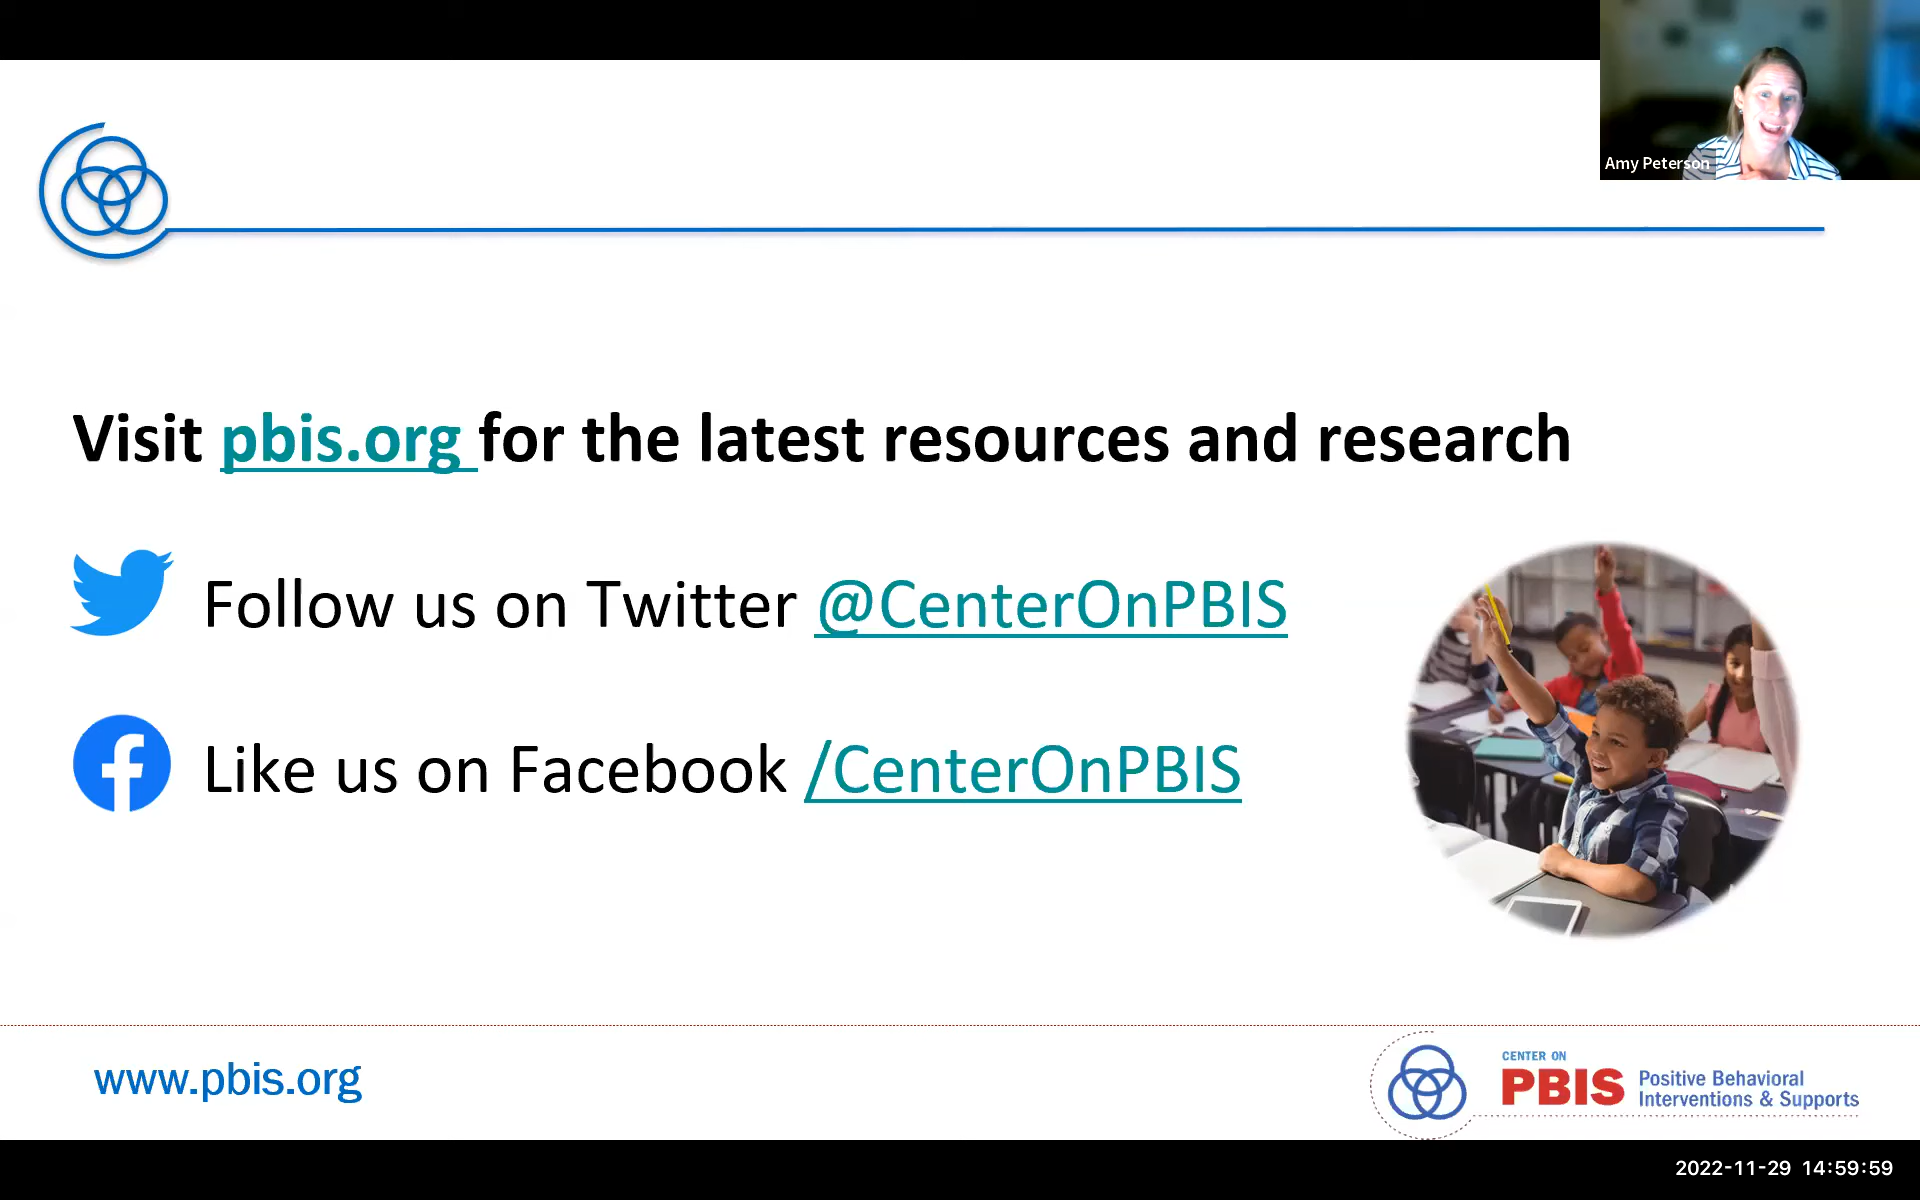 Amy Peterson
Visit pbis.org for the latest resources and research
Follow us on Twitter @CenterOnPBIS
Like us on Facebook /CenterOnPBIS
www.pbis.org
CENTER ON
PBIS
Positive Behavioral
Interventions & Supports
2022-11-29 14:59:59